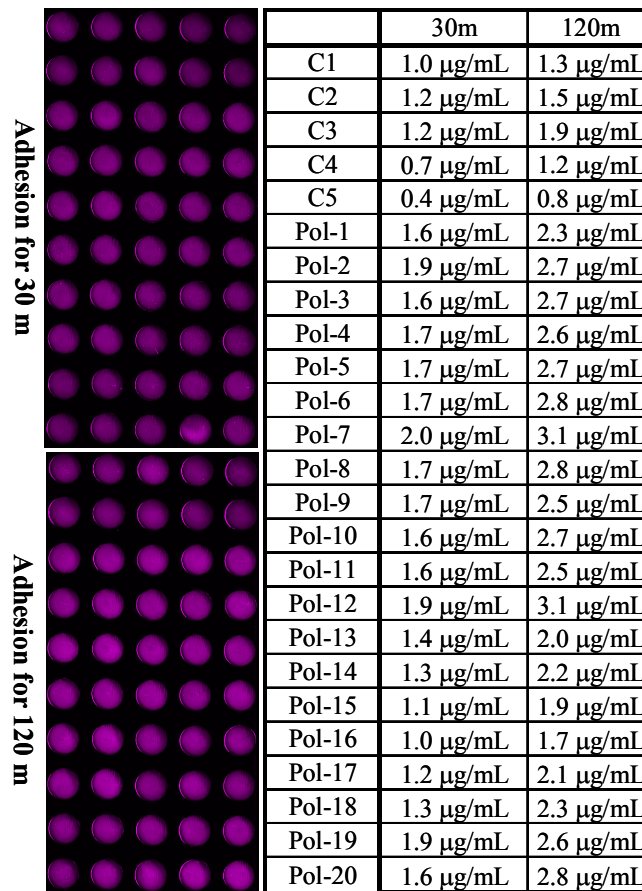 Adhesion for 30 m
Adhesion for 120 m
30m 120m
C1 1.0 μg/mL 1.3 μg/mL
C2 1.2 μg/mL 1.5 μg/mL
C3 1.2 μg/mL 1.9 μg/mL
C4 0.7 μg/mL 1.2 μg/mL
C5 0.4 μg/mL 0.8 μg/mL
Pol-1 1.6 μg/mL 2.3 μg/mL
Pol-2 1.9 μg/mL 2.7 μg/mL
Pol-3 1.6 μg/mL 2.7 μg/mL
Pol-4 1.7 μg/mL 2.6 μg/mL
Pol-5 1.7 μg/mL 2.7 μg/mL
Pol-6 1.7 μg/mL 2.8 μg/mL
Pol-7 2.0 μg/mL 3.1 μg/mL
Pol-8 1.7 μg/mL 2.8 μg/mL
Pol-9 1.7 μg/mL 2.5 μg/mL
Pol-10 1.6 μg/mL 2.7 μg/mL
Pol-11 1.6 μg/mL 2.5 μg/mL
Pol-12 1.9 μg/mL 3.1 μg/mL
Pol-13 1.4 μg/mL 2.0 μg/mL
Pol-14 1.3 μg/mL 2.2 μg/mL
Pol-15 1.1 μg/mL 1.9 μg/mL
Pol-16 1.0 μg/mL 1.7 μg/mL
Pol-17 1.2 μg/mL 2.1 μg/mL
Pol-18 1.3 μg/mL 2.3 μg/mL
Pol-19 1.9 μg/mL 2.6 μg/mL
Pol-20 1.6 μg/mL 2.8 μg/mL